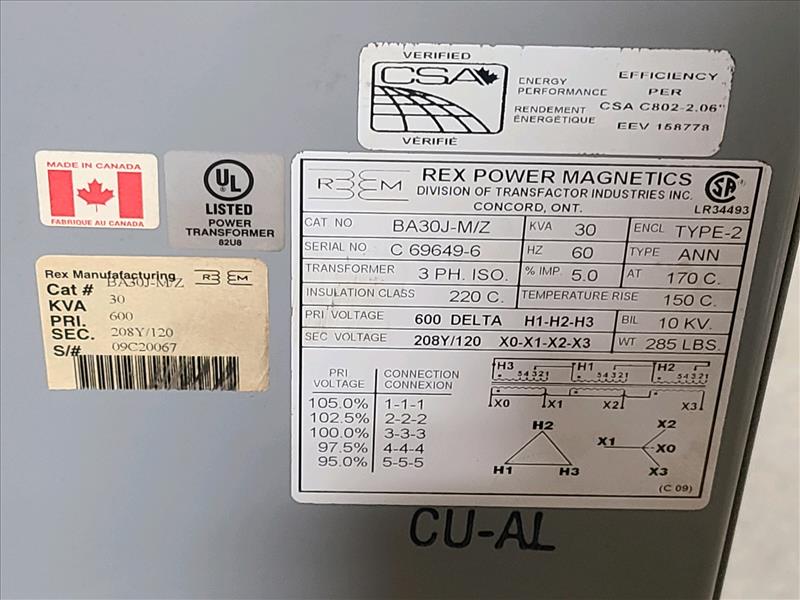 VERIFIED
CSA
VÉRIFIÉ
ENERGY
PERFORMANCE
RENDEMENT
ÉNERGÉTIQUE
EFFICIENCY
PER
CSA C802-2.06"
EEV 158778
MADE IN CANADA
FABRIQUE AU CANADA
UL
LISTED
POWER
TRANSFORMER
82U8
Rex Manufafacturing
Cat # BA30J-M/Z
KVA 30
PRI. 600
SEC. 208Y/120
S/# 09C20067
REX POWER MAGNETICS
DIVISION OF TRANSFACTOR INDUSTRIES INC.
CONCORD, ONT.
LR34493
CAT NO BA30J-M/Z KVA 30 ENCL TYPE-2
SERIAL NO. C 69649-6 HZ 60 TYPE ANN
TRANSFORMER 3 PH. ISO. % IMP. 5.0 AT 170 C.
INSULATION CLASS 220 C. TEMPERATURE RISE 150 C.
PRI VOLTAGE 600 DELTA H1-H2-H3 BIL 10 KV.
SEC VOLTAGE 208Y/120 X0-X1-X2-X3 WT 285 LBS.
PRI
VOLTAGE
CONNECTION
CONNEXION
105.0% 1-1-1
102.5% 2-2-2
100.0% 3-3-3
97.5% 4-4-4
95.0% 5-5-5
H3 H1 H2
54321 54321 54321
X0 X1 X2 X3
H2
H1 H3
X2
X1 X0
X3
(C 09)
CU-AL